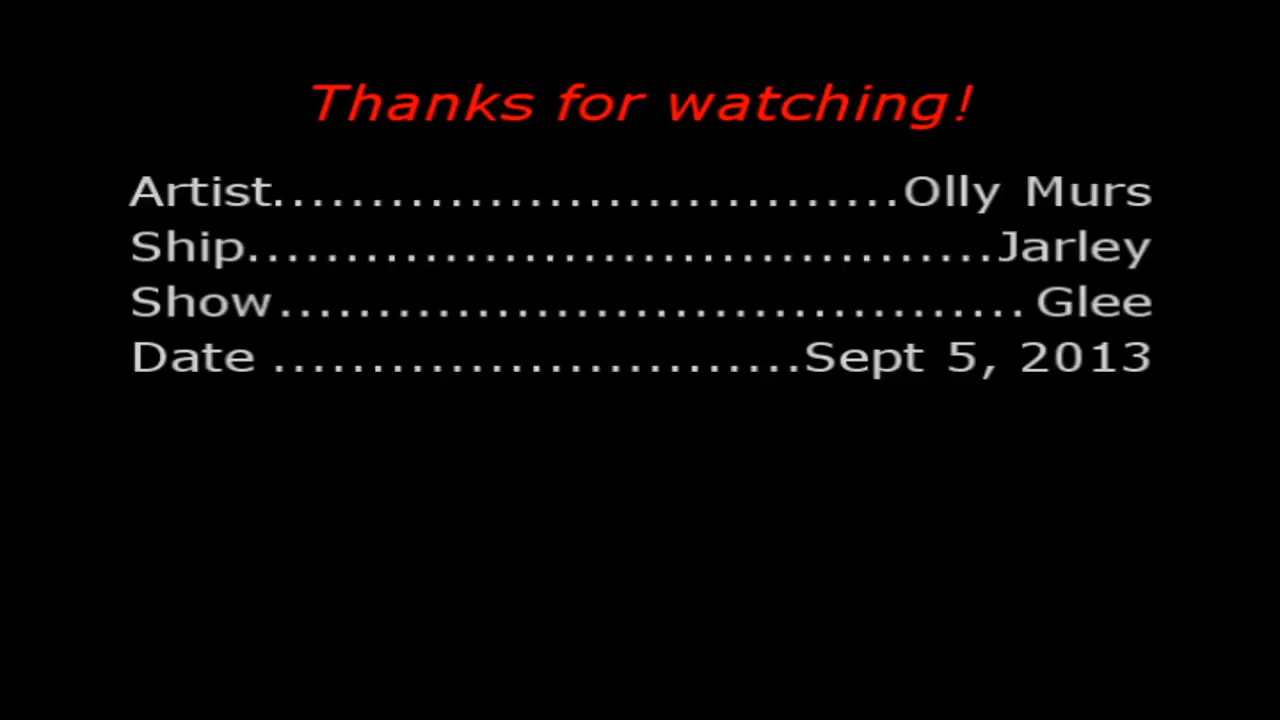 Thanks for watching!
Artist................................Olly Murs
Ship......................................Jarley
Show...................................... Glee
Date ...........................Sept 5, 2013